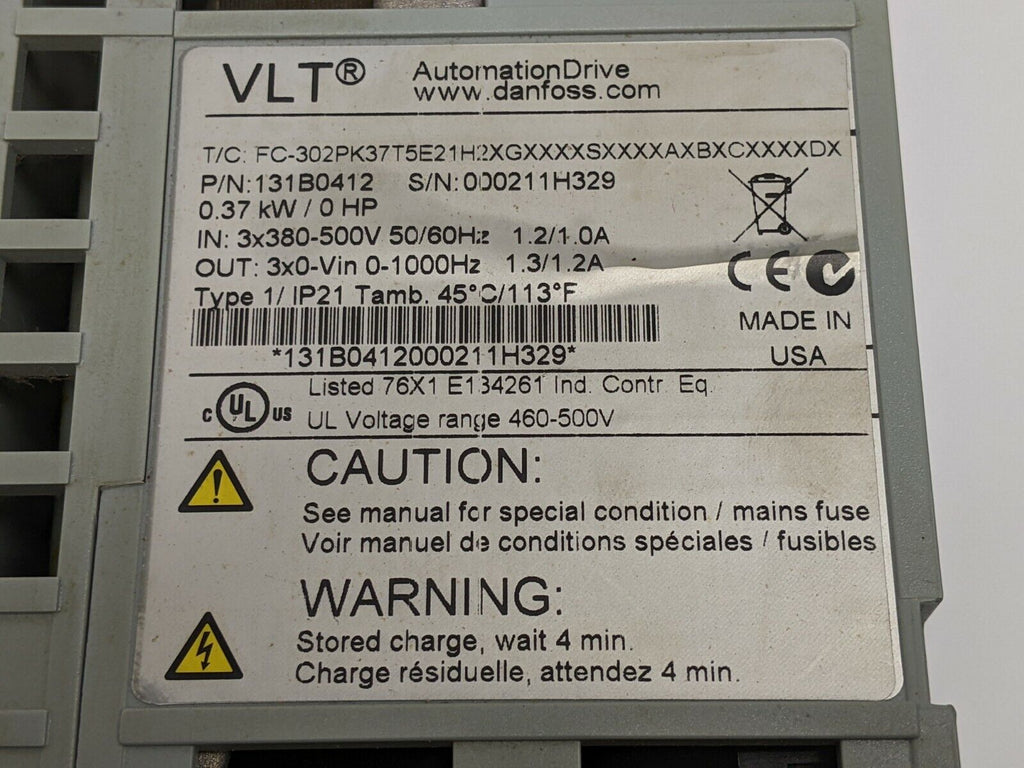 VLT® AutomationDrive
www.danfoss.com
T/C: FC-302PK37T5E21H2XGXXXXSXXXXAXBXCXXXXDX
P/N:131B0412 S/N:000211H329
0.37 kW / 0 HP
IN: 3x380-500V 50/60Hz 1.2/1.0A
OUT: 3x0-Vin 0-1000Hz 1.3/1.2A
Type 1/ IP21 Tamb. 45°C/113°F
CE
MADE IN
USA
*131B0412000211H329*
c UL us
Listed 76X1 E134261 Ind. Contr. Eq.
UL Voltage range 460-500V
CAUTION:
See manual for special condition / mains fuse
Voir manuel de conditions spéciales / fusibles
WARNING:
Stored charge, wait 4 min.
Charge résiduelle, attendez 4 min.